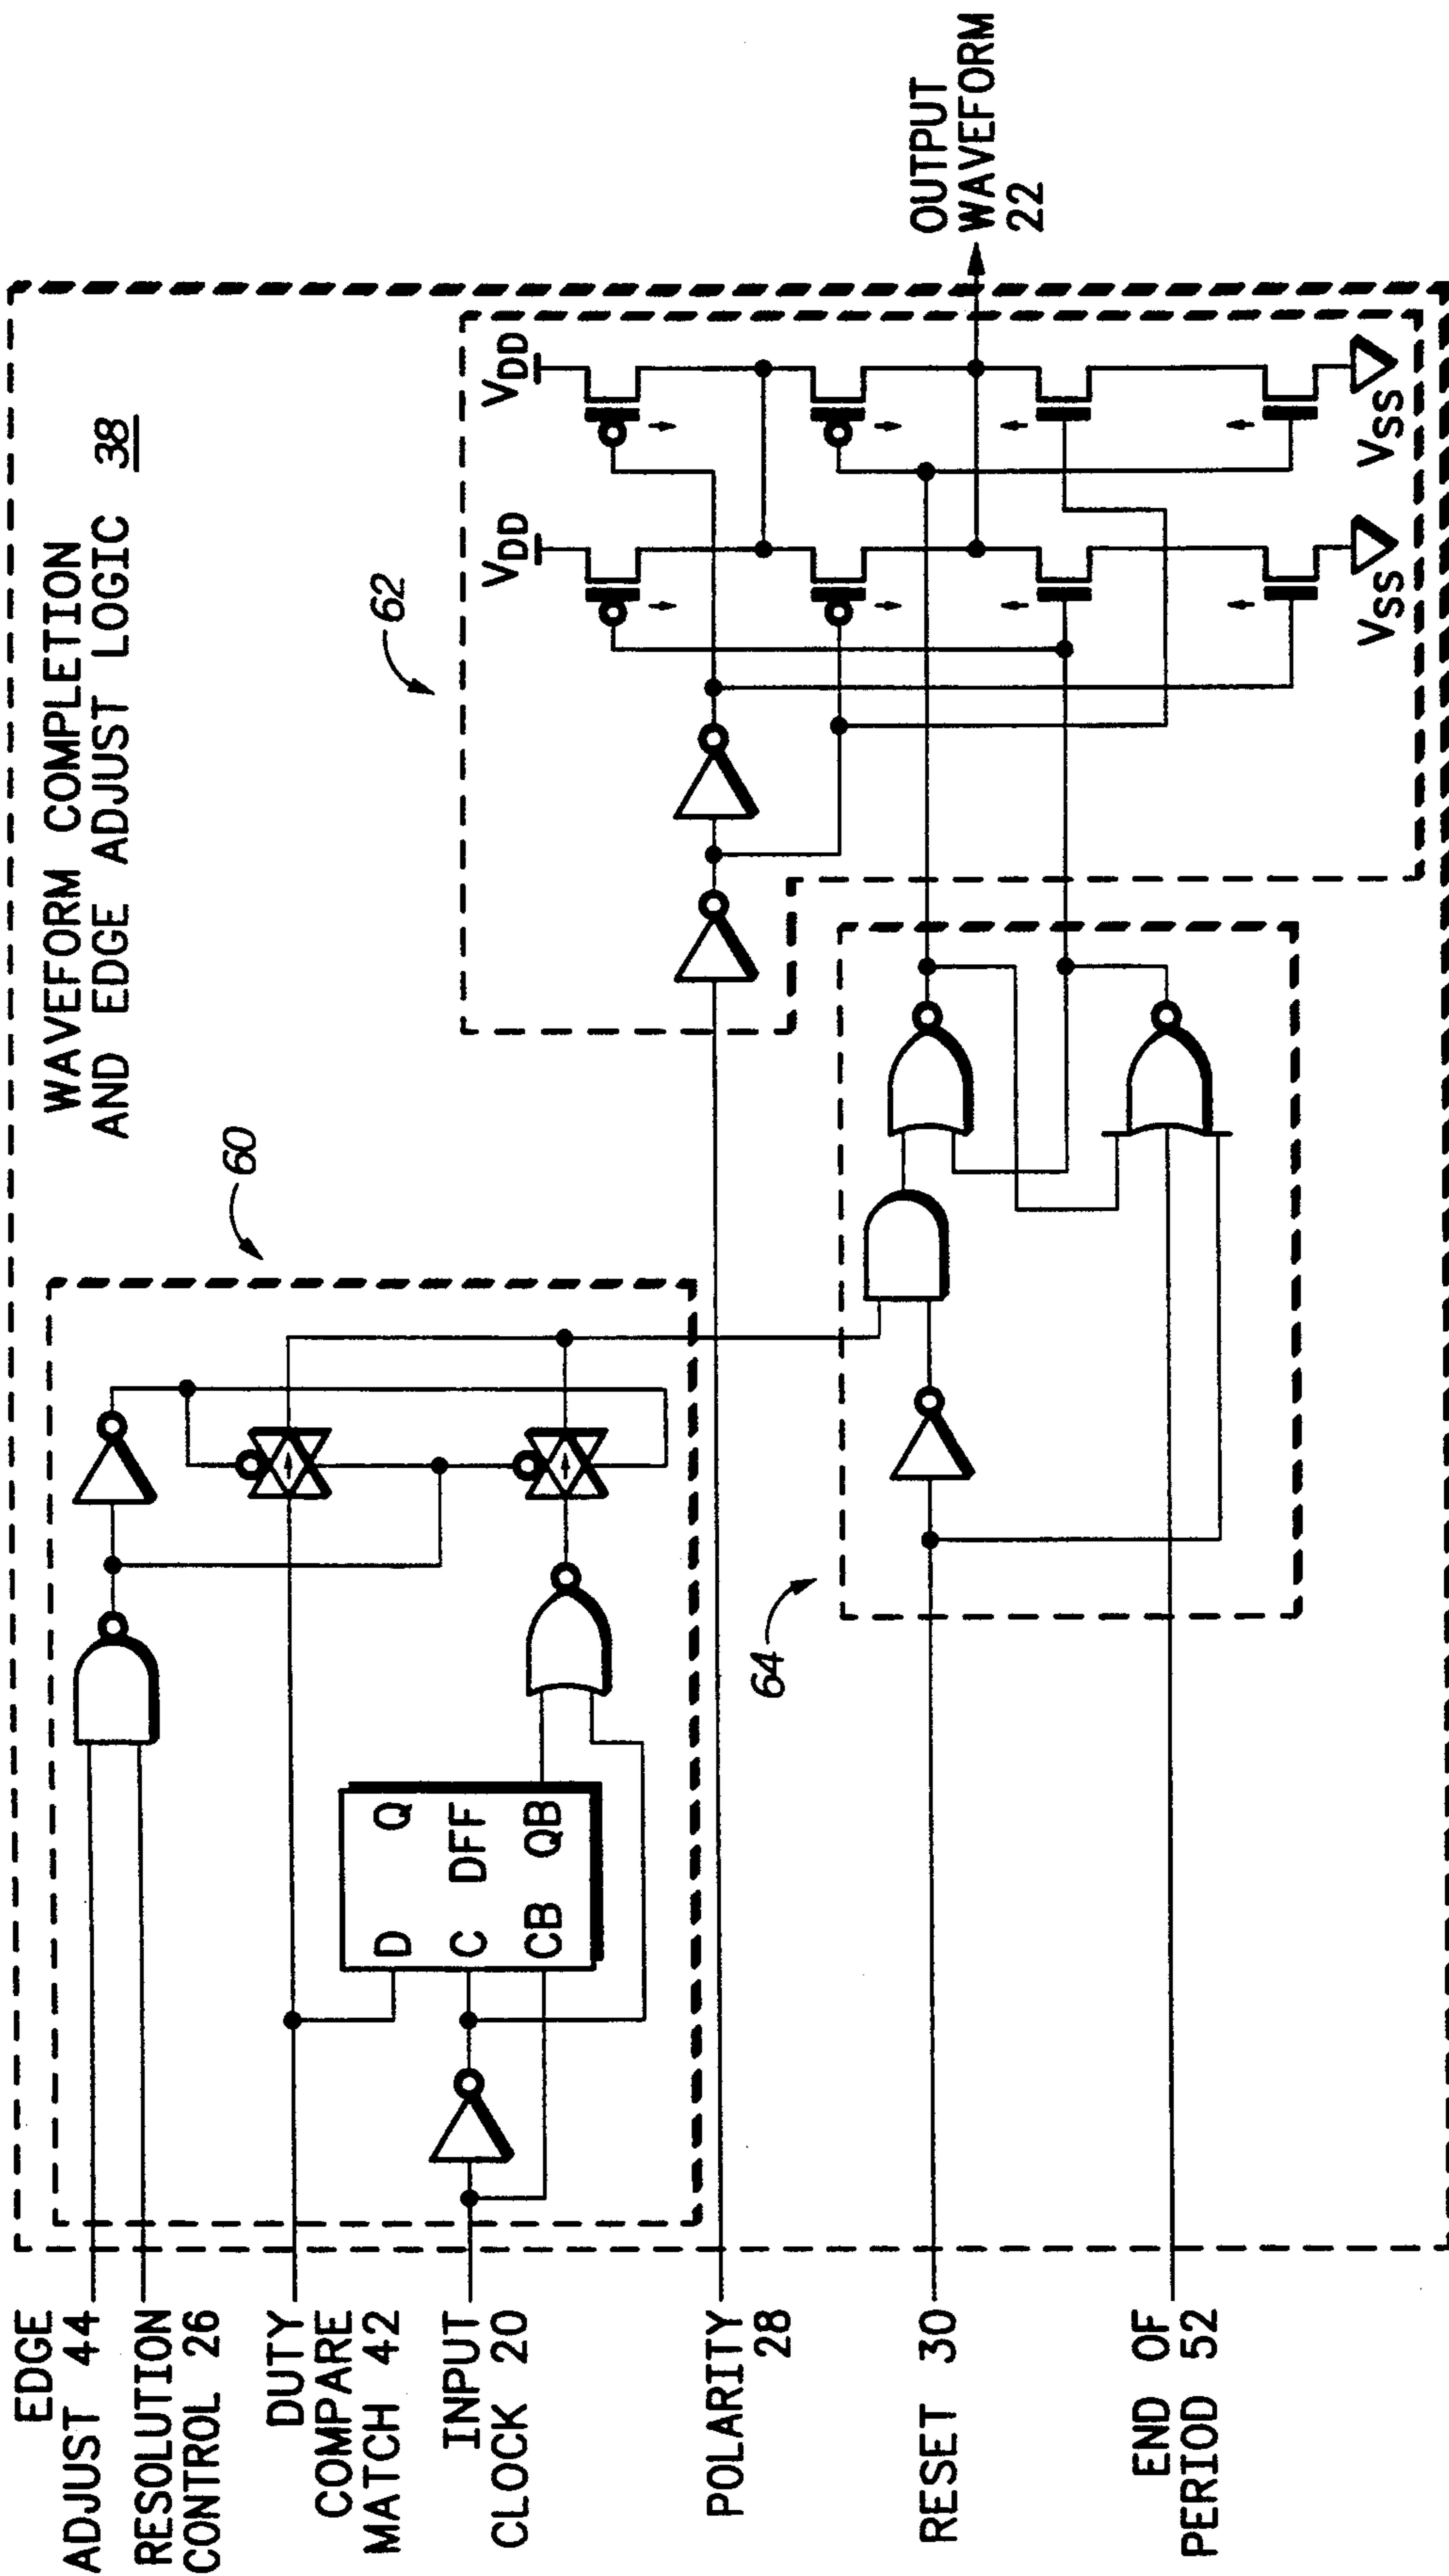 WAVEFORM COMPLETION
AND EDGE ADJUST LOGIC 38
EDGE
ADJUST 44
RESOLUTION
CONTROL 26
DUTY
COMPARE
MATCH 42
INPUT
CLOCK 20
POLARITY
28
RESET 30
END OF
PERIOD 52
60
D Q
C DFF
CB QB
64
62
VDD
VDD
VSS
VSS
OUTPUT
WAVEFORM
22